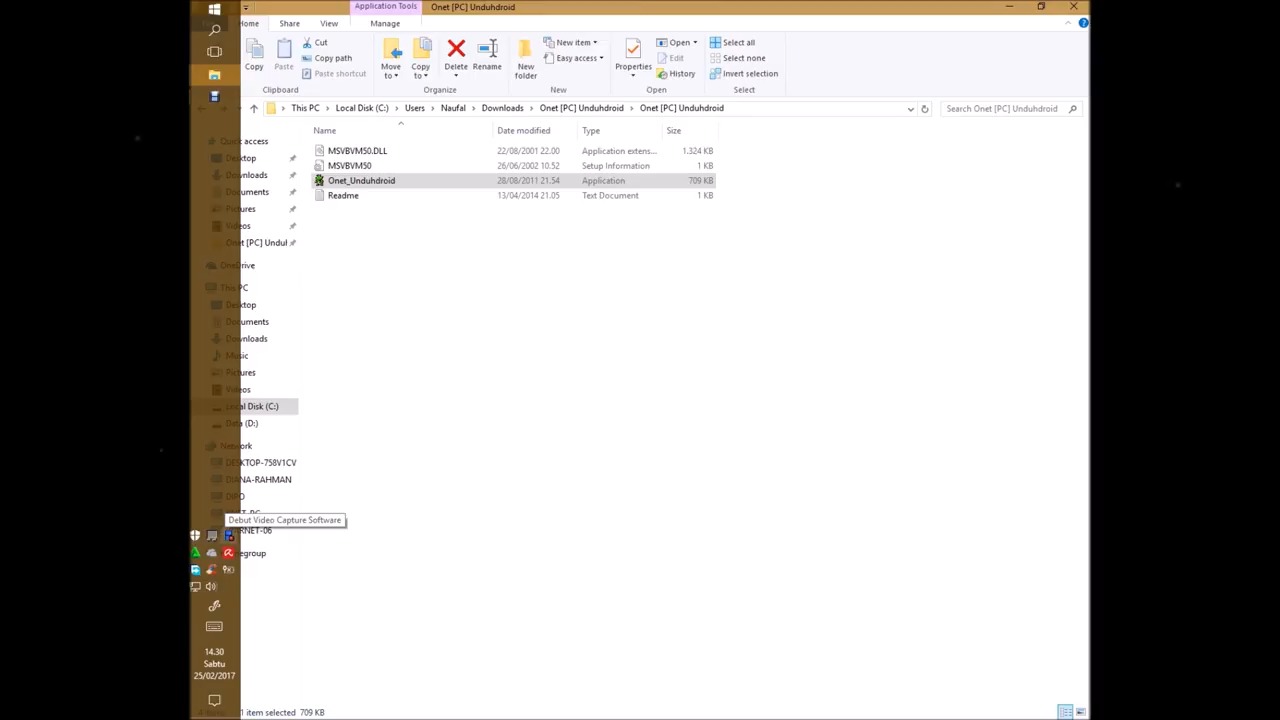 Application Tools
Onet [PC] Unduhdroid
Home
Share
View
Manage
Copy
Paste
Cut
Copy path
Paste shortcut
Clipboard
Move to
Copy to
Delete
Rename
Organize
New folder
New item
Easy access
New
Properties
Open
Edit
History
Open
Select all
Select none
Invert selection
Select
This PC
Local Disk (C:)
Users
Naufal
Downloads
Onet [PC] Unduhdroid
Onet [PC] Unduhdroid
Search Onet [PC] Unduhdroid
Name
Date modified
Type
Size
MSVBVM50.DLL
22/08/2001 22.00
Application extens...
1.324 KB
MSVBVM50
26/06/2002 10.52
Setup Information
1 KB
Onet_Unduhdroid
28/08/2011 21.54
Application
709 KB
Readme
13/04/2014 21.05
Text Document
1 KB
Quick access
Desktop
Downloads
Documents
Pictures
Videos
Onet [PC] Unduh
OneDrive
This PC
Desktop
Documents
Downloads
Music
Pictures
Videos
Local Disk (C:)
Data (D:)
Network
DESKTOP-758V1CV
DIANA-RAHMAN
DIPO
Debut Video Capture Software
RNET-06
egroup
14.30
Sabtu
25/02/2017
1 item selected 709 KB